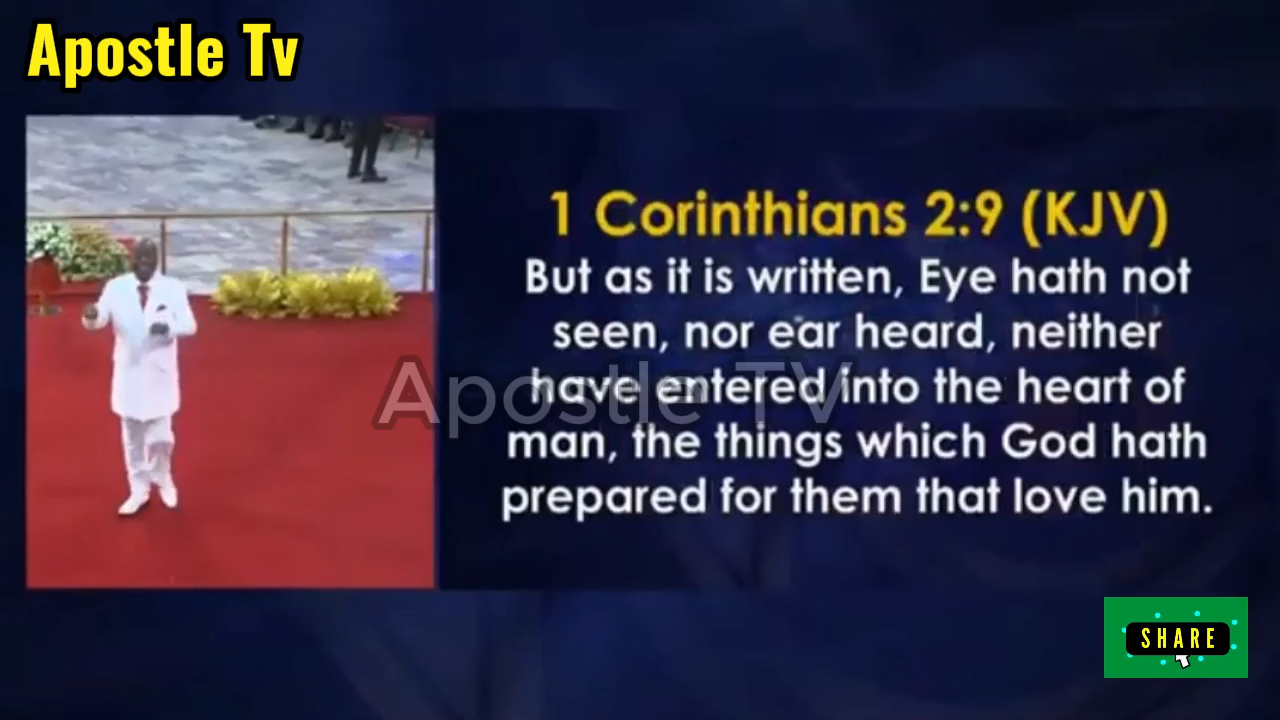 Apostle Tv
1 Corinthians 2:9 (KJV)
But as it is written, Eye hath not
seen, nor ear heard, neither
have entered into the heart of
man, the things which God hath
prepared for them that love him.
Apostle TV
SHARE